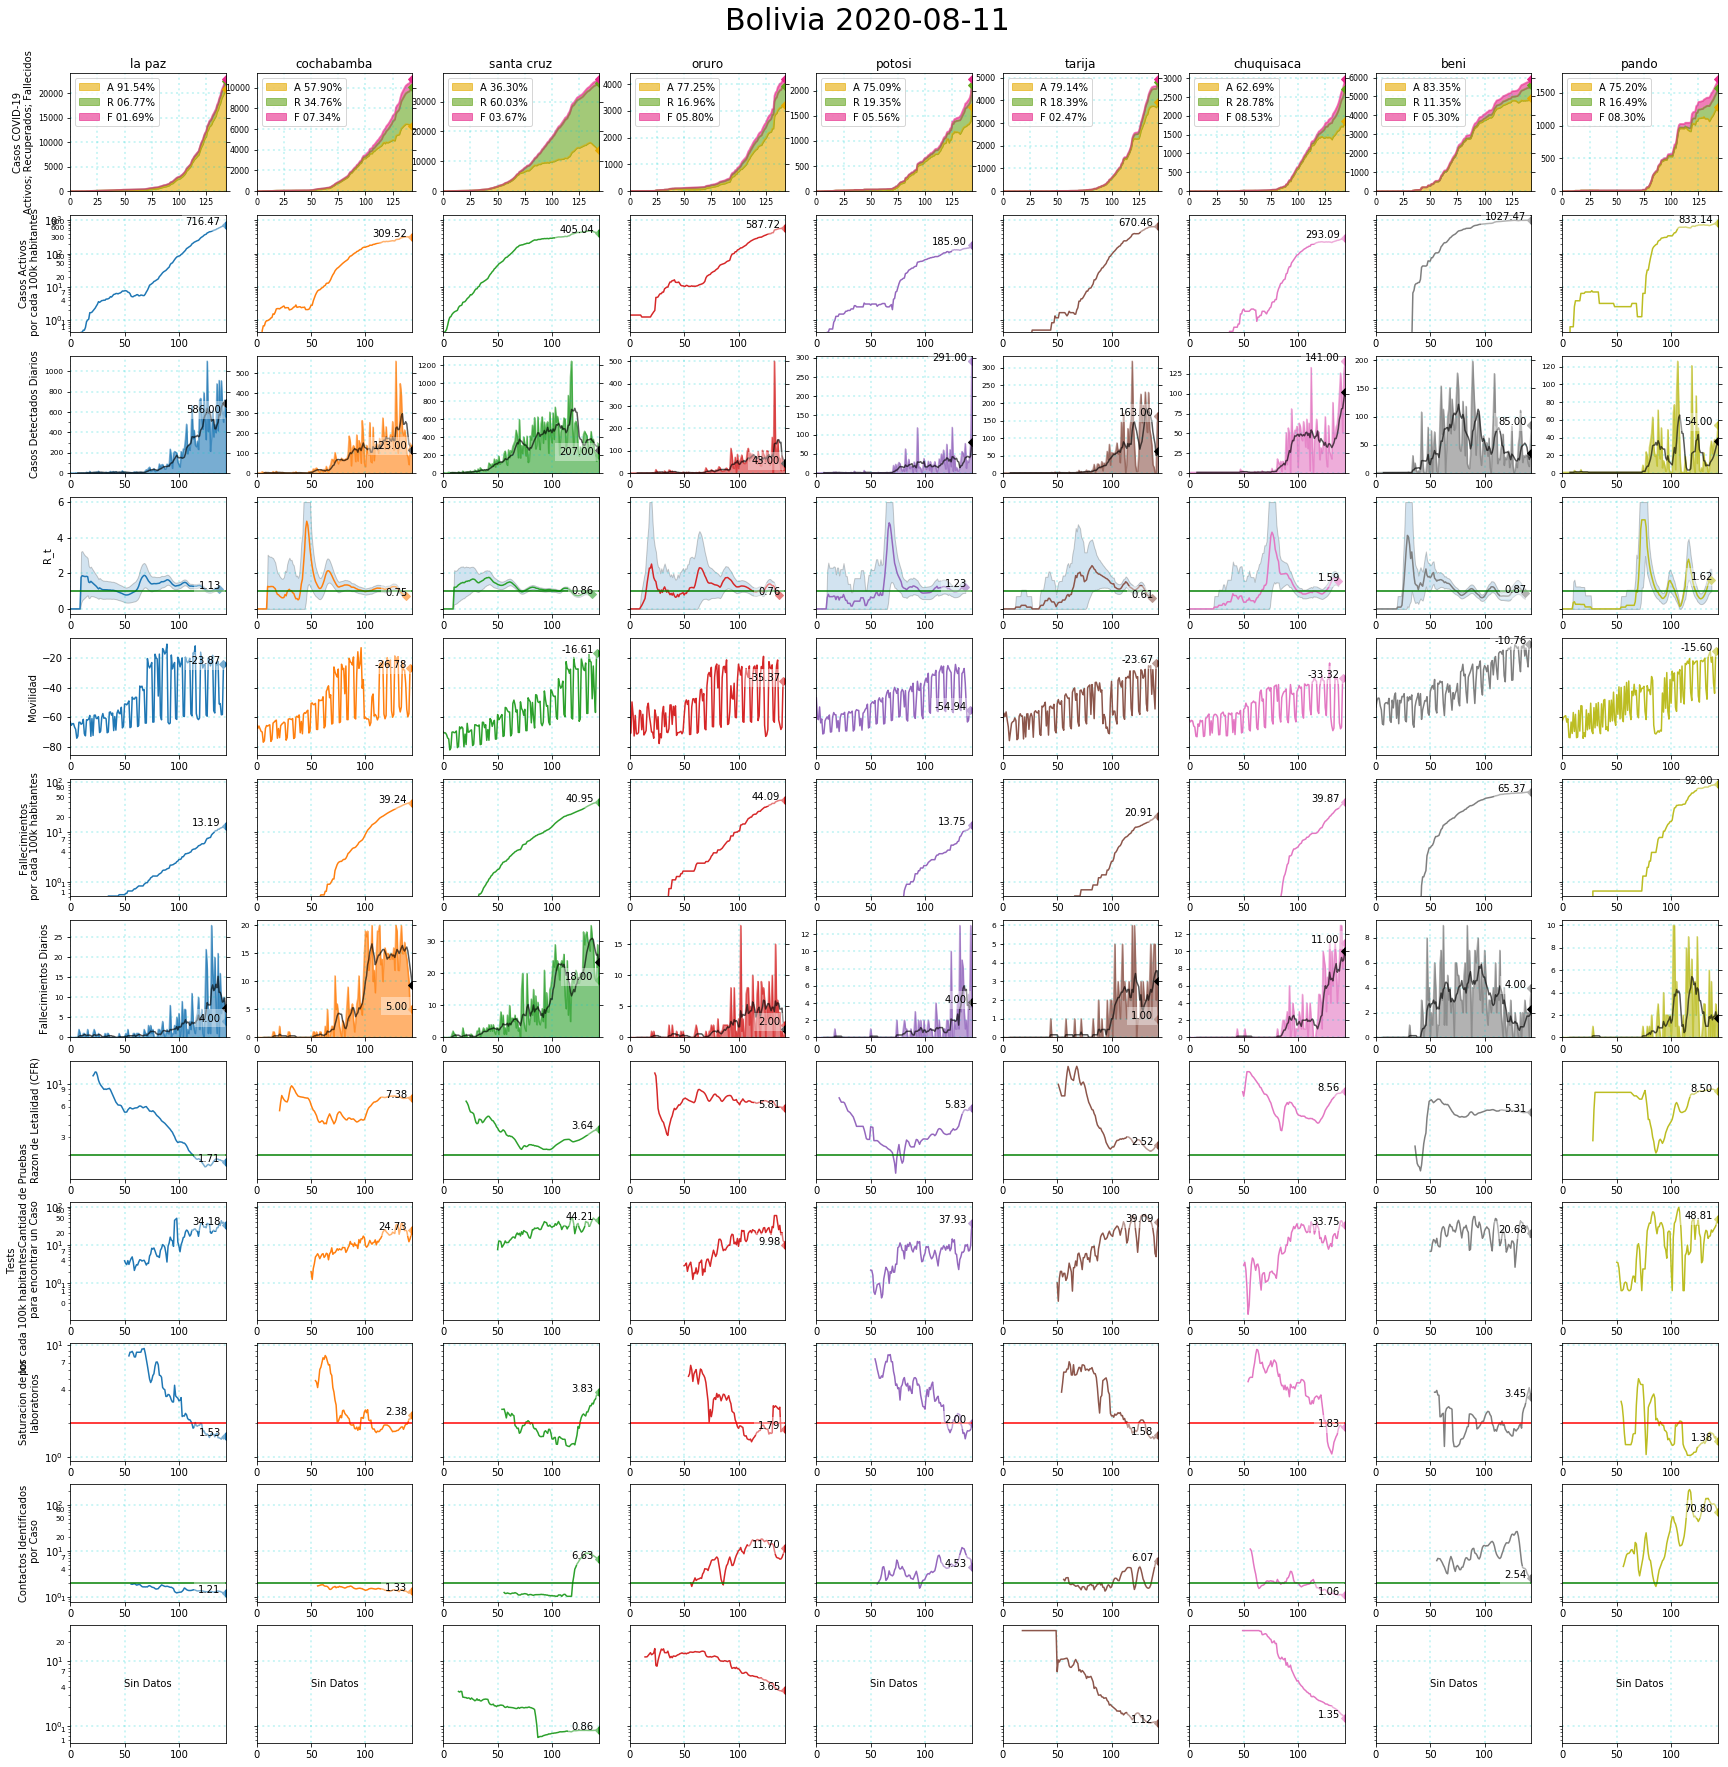 Bolivia 2020-08-11
la paz
cochabamba
santa cruz
oruro
potosi
tarija
chuquisaca
beni
pando
Casos COVID-19
Activos; Recuperados; Fallecidos
A 91.54%
R 06.77%
F 01.69%
A 57.90%
R 34.76%
F 07.34%
A 36.30%
R 60.03%
F 03.67%
A 77.25%
R 16.96%
F 05.80%
A 75.09%
R 19.35%
F 05.56%
A 79.14%
R 18.39%
F 02.47%
A 62.69%
R 28.78%
F 08.53%
A 83.35%
R 11.35%
F 05.30%
A 75.20%
R 16.49%
F 08.30%
Casos Activos
por cada 100k habitantes
716.47
309.52
405.04
587.72
185.90
670.46
293.09
1027.47
833.14
Casos Detectados Diarios
586.00
123.00
207.00
43.00
291.00
163.00
141.00
85.00
54.00
R_t
1.13
0.75
0.86
0.76
1.23
0.61
1.59
0.87
1.62
Movilidad
-23.87
-26.78
-16.61
-35.37
-54.94
-23.67
-33.32
-10.76
-15.60
Fallecimientos
por cada 100k habitantes
13.19
39.24
40.95
44.09
13.75
20.91
39.87
65.37
92.00
Fallecimientos Diarios
4.00
5.00
18.00
2.00
4.00
1.00
11.00
4.00
Razon de Letalidad (CFR)
1.71
7.38
3.64
5.81
5.83
2.52
8.56
5.31
8.50
Tests
por cada 100k habitantes
Cantidad de Pruebas
para encontrar un Caso
34.18
24.73
44.21
9.98
37.93
39.09
33.75
20.68
48.81
Saturacion de los
laboratorios
1.53
2.38
3.83
1.79
2.00
1.58
1.83
3.45
1.38
Contactos Identificados
por Caso
1.21
1.33
6.63
11.70
4.53
6.07
1.06
2.54
70.80
Sin Datos
Sin Datos
0.86
3.65
Sin Datos
1.12
1.35
Sin Datos
Sin Datos